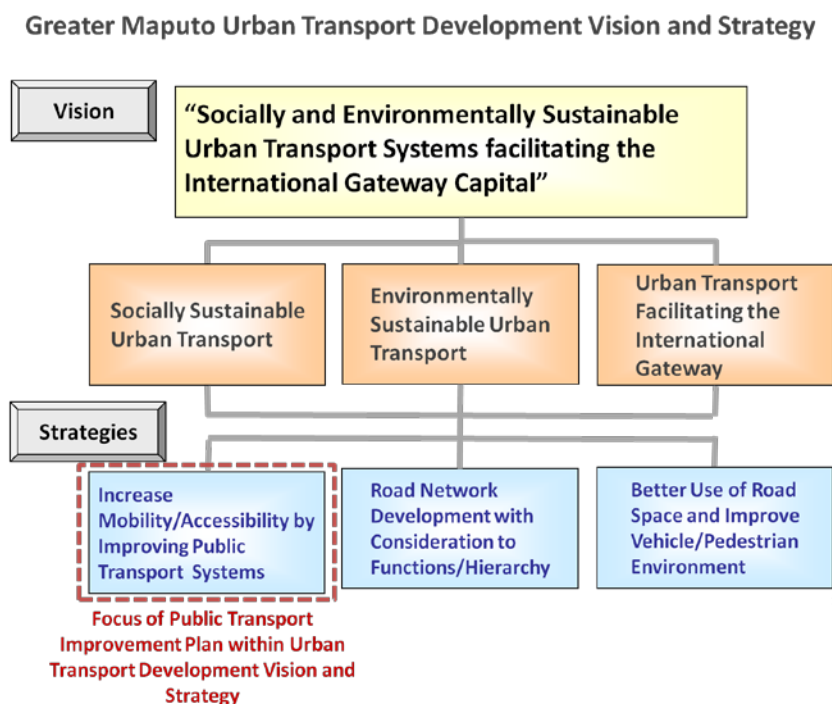 Greater Maputo Urban Transport Development Vision and Strategy
Vision
“Socially and Environmentally Sustainable
Urban Transport Systems facilitating the
International Gateway Capital”
Socially Sustainable
Urban Transport
Environmentally
Sustainable Urban
Transport
Urban Transport
Facilitating the
International
Gateway
Strategies
Increase
Mobility/Accessibility by
Improving Public
Transport Systems
Road Network
Development with
Consideration to
Functions/Hierarchy
Better Use of Road
Space and Improve
Vehicle/Pedestrian
Environment
Focus of Public Transport
Improvement Plan within Urban
Transport Development Vision and
Strategy